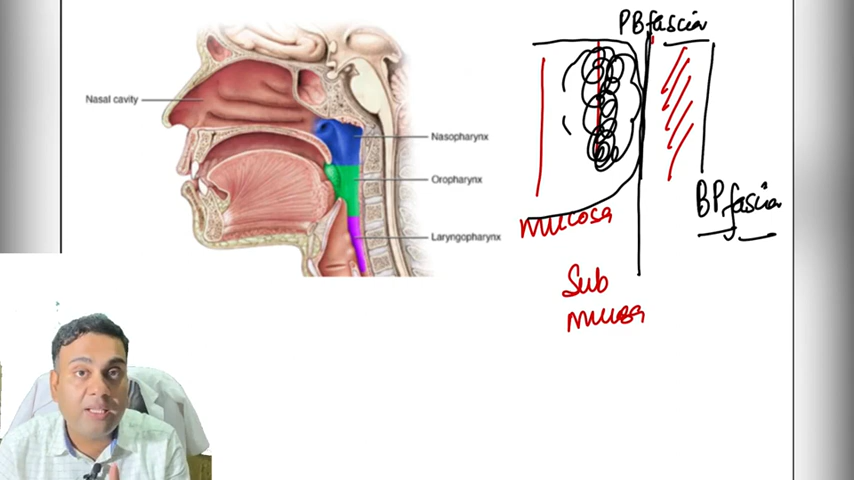 PBfascia
Nasal cavity
Nasopharynx
Oropharynx
BPfascia
mucosa
Laryngopharynx
Sub
mucosa